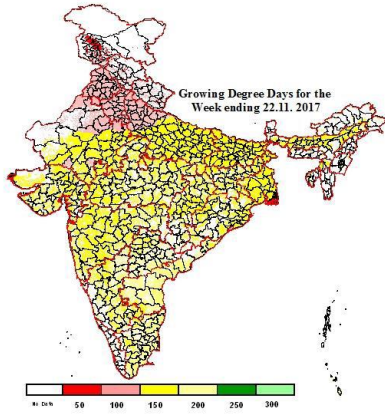 Growing Degree Days for the
Week ending 22.11. 2017
No Data 50 100 150 200 250 300